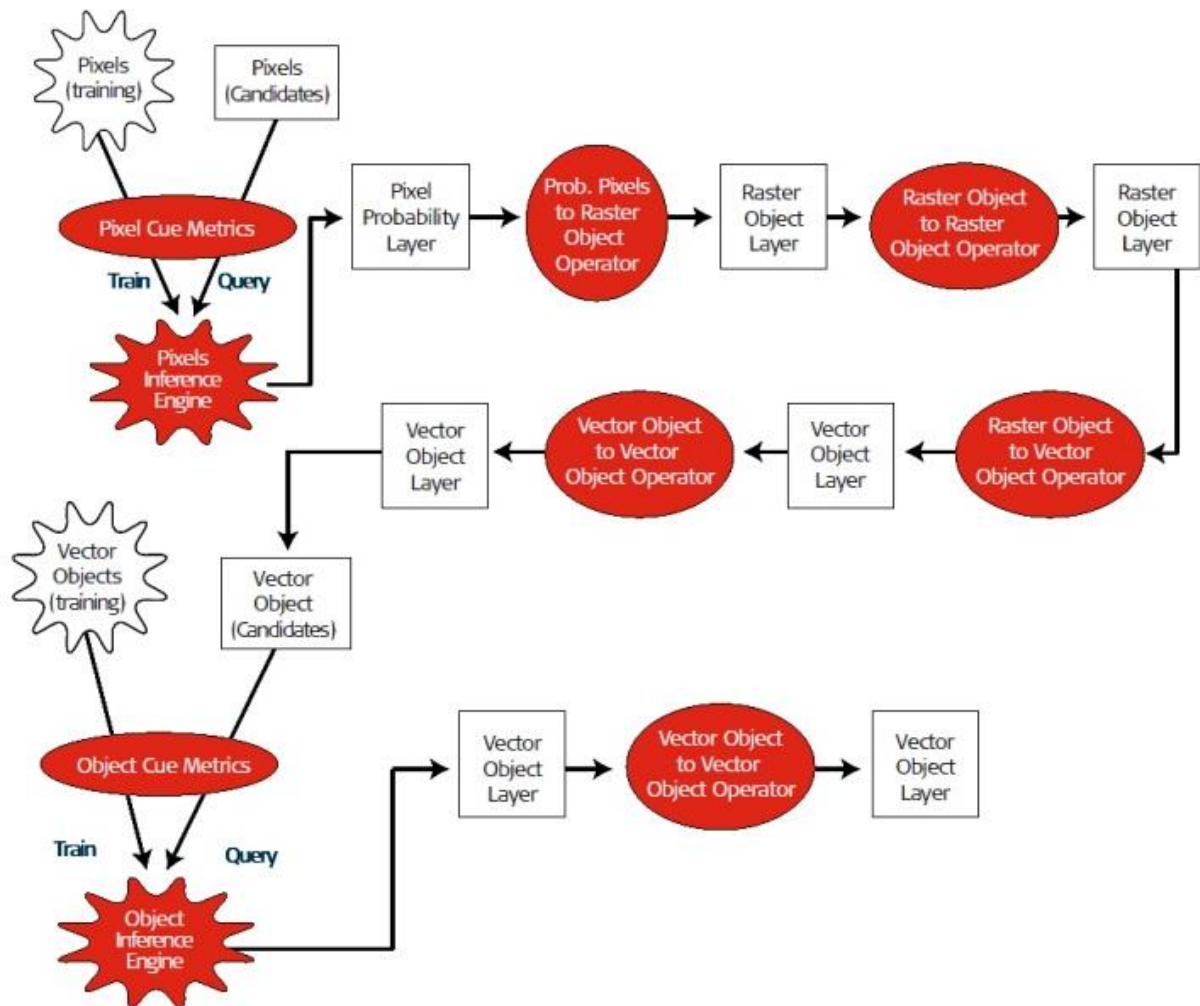 Pixels
(training)
Pixels
(Candidates)
Pixel Cue Metrics
Train
Query
Pixels
Inference
Engine
Pixel
Probability
Layer
Prob. Pixels
to Raster
Object
Operator
Raster
Object
Layer
Raster Object
to Raster
Object Operator
Raster
Object
Layer
Raster Object
to Vector
Object Operator
Vector
Object
Layer
Vector Object
to Vector
Object Operator
Vector
Object
Layer
Vector
Objects
(training)
Vector
Object
(Candidates)
Object Cue Metrics
Train
Query
Object
Inference
Engine
Vector
Object
Layer
Vector Object
to Vector
Object Operator
Vector
Object
Layer